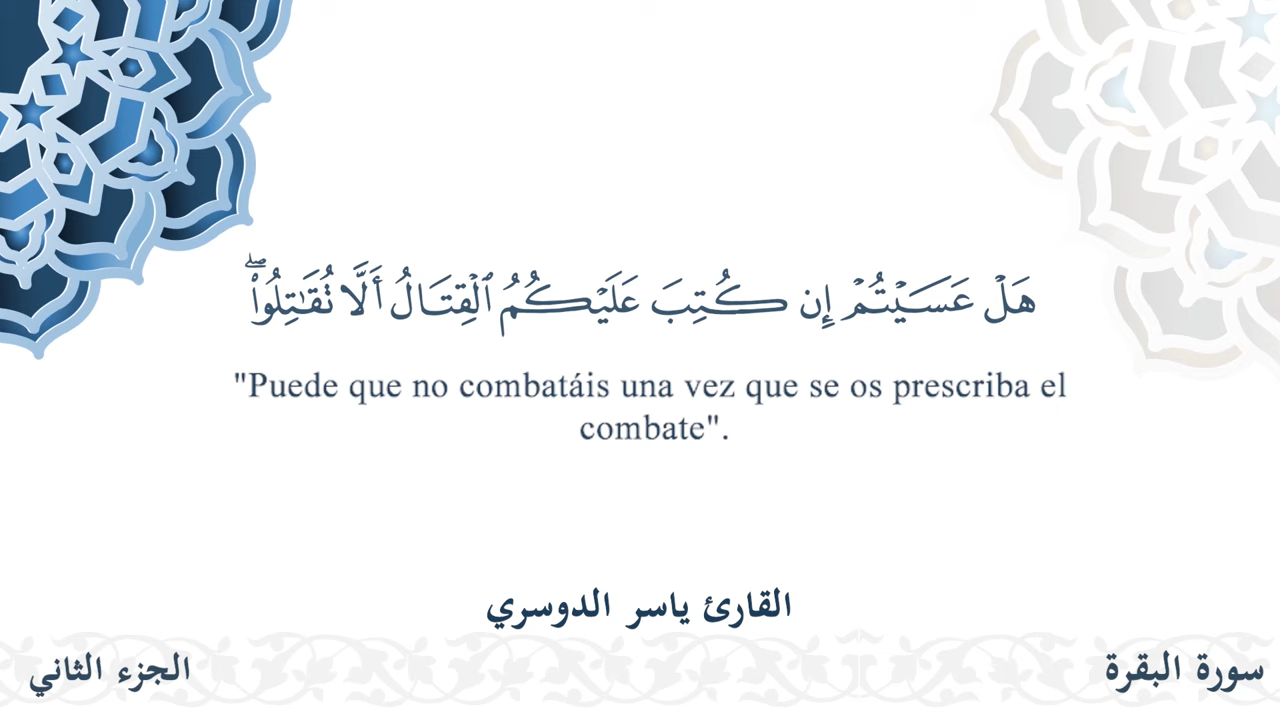 هَلۡ عَسَيۡتُمۡ إِن كُتِبَ عَلَيۡكُمُ ٱلۡقِتَالُ أَلَّا تُقَٰتِلُواْۖ
"Puede que no combatáis una vez que se os prescriba el
combate".
القارئ ياسر الدوسري
سورة البقرة
الجزء الثاني